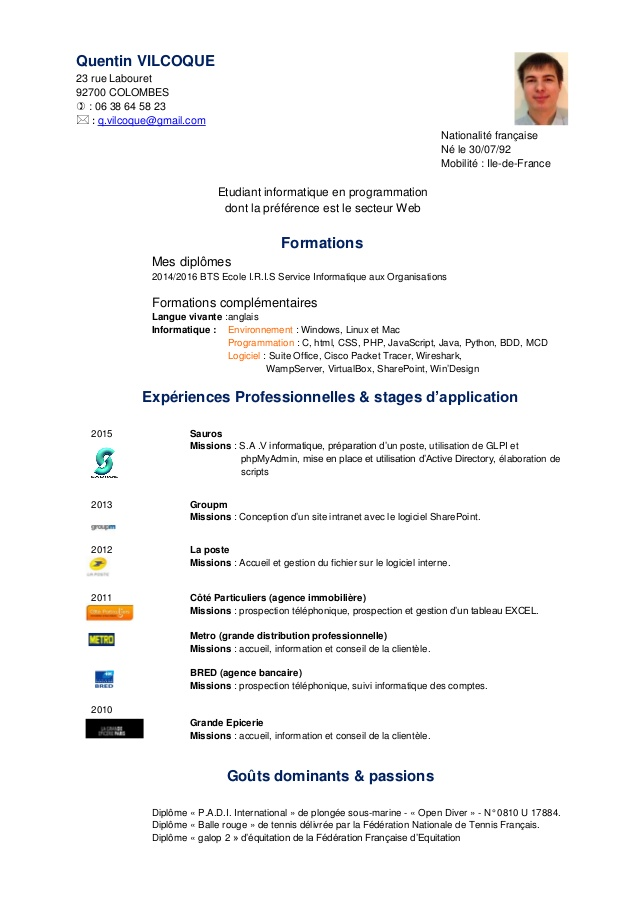 Quentin VILCOQUE
23 rue Labouret
92700 COLOMBES
: 06 38 64 58 23
: q.vilcoque@gmail.com
Nationalité française
Né le 30/07/92
Mobilité : Ile-de-France
Etudiant informatique en programmation
dont la préférence est le secteur Web
Formations
Mes diplômes
2014/2016 BTS Ecole I.R.I.S Service Informatique aux Organisations
Formations complémentaires
Langue vivante :anglais
Informatique : Environnement : Windows, Linux et Mac
Programmation : C, html, CSS, PHP, JavaScript, Java, Python, BDD, MCD
Logiciel : Suite Office, Cisco Packet Tracer, Wireshark,
WampServer, VirtualBox, SharePoint, Win’Design
Expériences Professionnelles & stages d’application
2015 Sauros
Missions : S.A .V informatique, préparation d’un poste, utilisation de GLPI et
phpMyAdmin, mise en place et utilisation d’Active Directory, élaboration de
scripts
2013 Groupm
groupm
Missions : Conception d’un site intranet avec le logiciel SharePoint.
2012 La poste
LA POSTE
Missions : Accueil et gestion du fichier sur le logiciel interne.
2011 Côté Particuliers (agence immobilière)
Côté Particuliers
Missions : prospection téléphonique, prospection et gestion d’un tableau EXCEL.
Metro (grande distribution professionnelle)
METRO
Missions : accueil, information et conseil de la clientèle.
BRED (agence bancaire)
BRED
Missions : prospection téléphonique, suivi informatique des comptes.
2010
Grande Epicerie
LA GRANDE
EPICERIE PARIS
Missions : accueil, information et conseil de la clientèle.
Goûts dominants & passions
Diplôme « P.A.D.I. International » de plongée sous-marine - « Open Diver » - N°0810 U 17884.
Diplôme « Balle rouge » de tennis délivrée par la Fédération Nationale de Tennis Français.
Diplôme « galop 2 » d’équitation de la Fédération Française d’Equitation